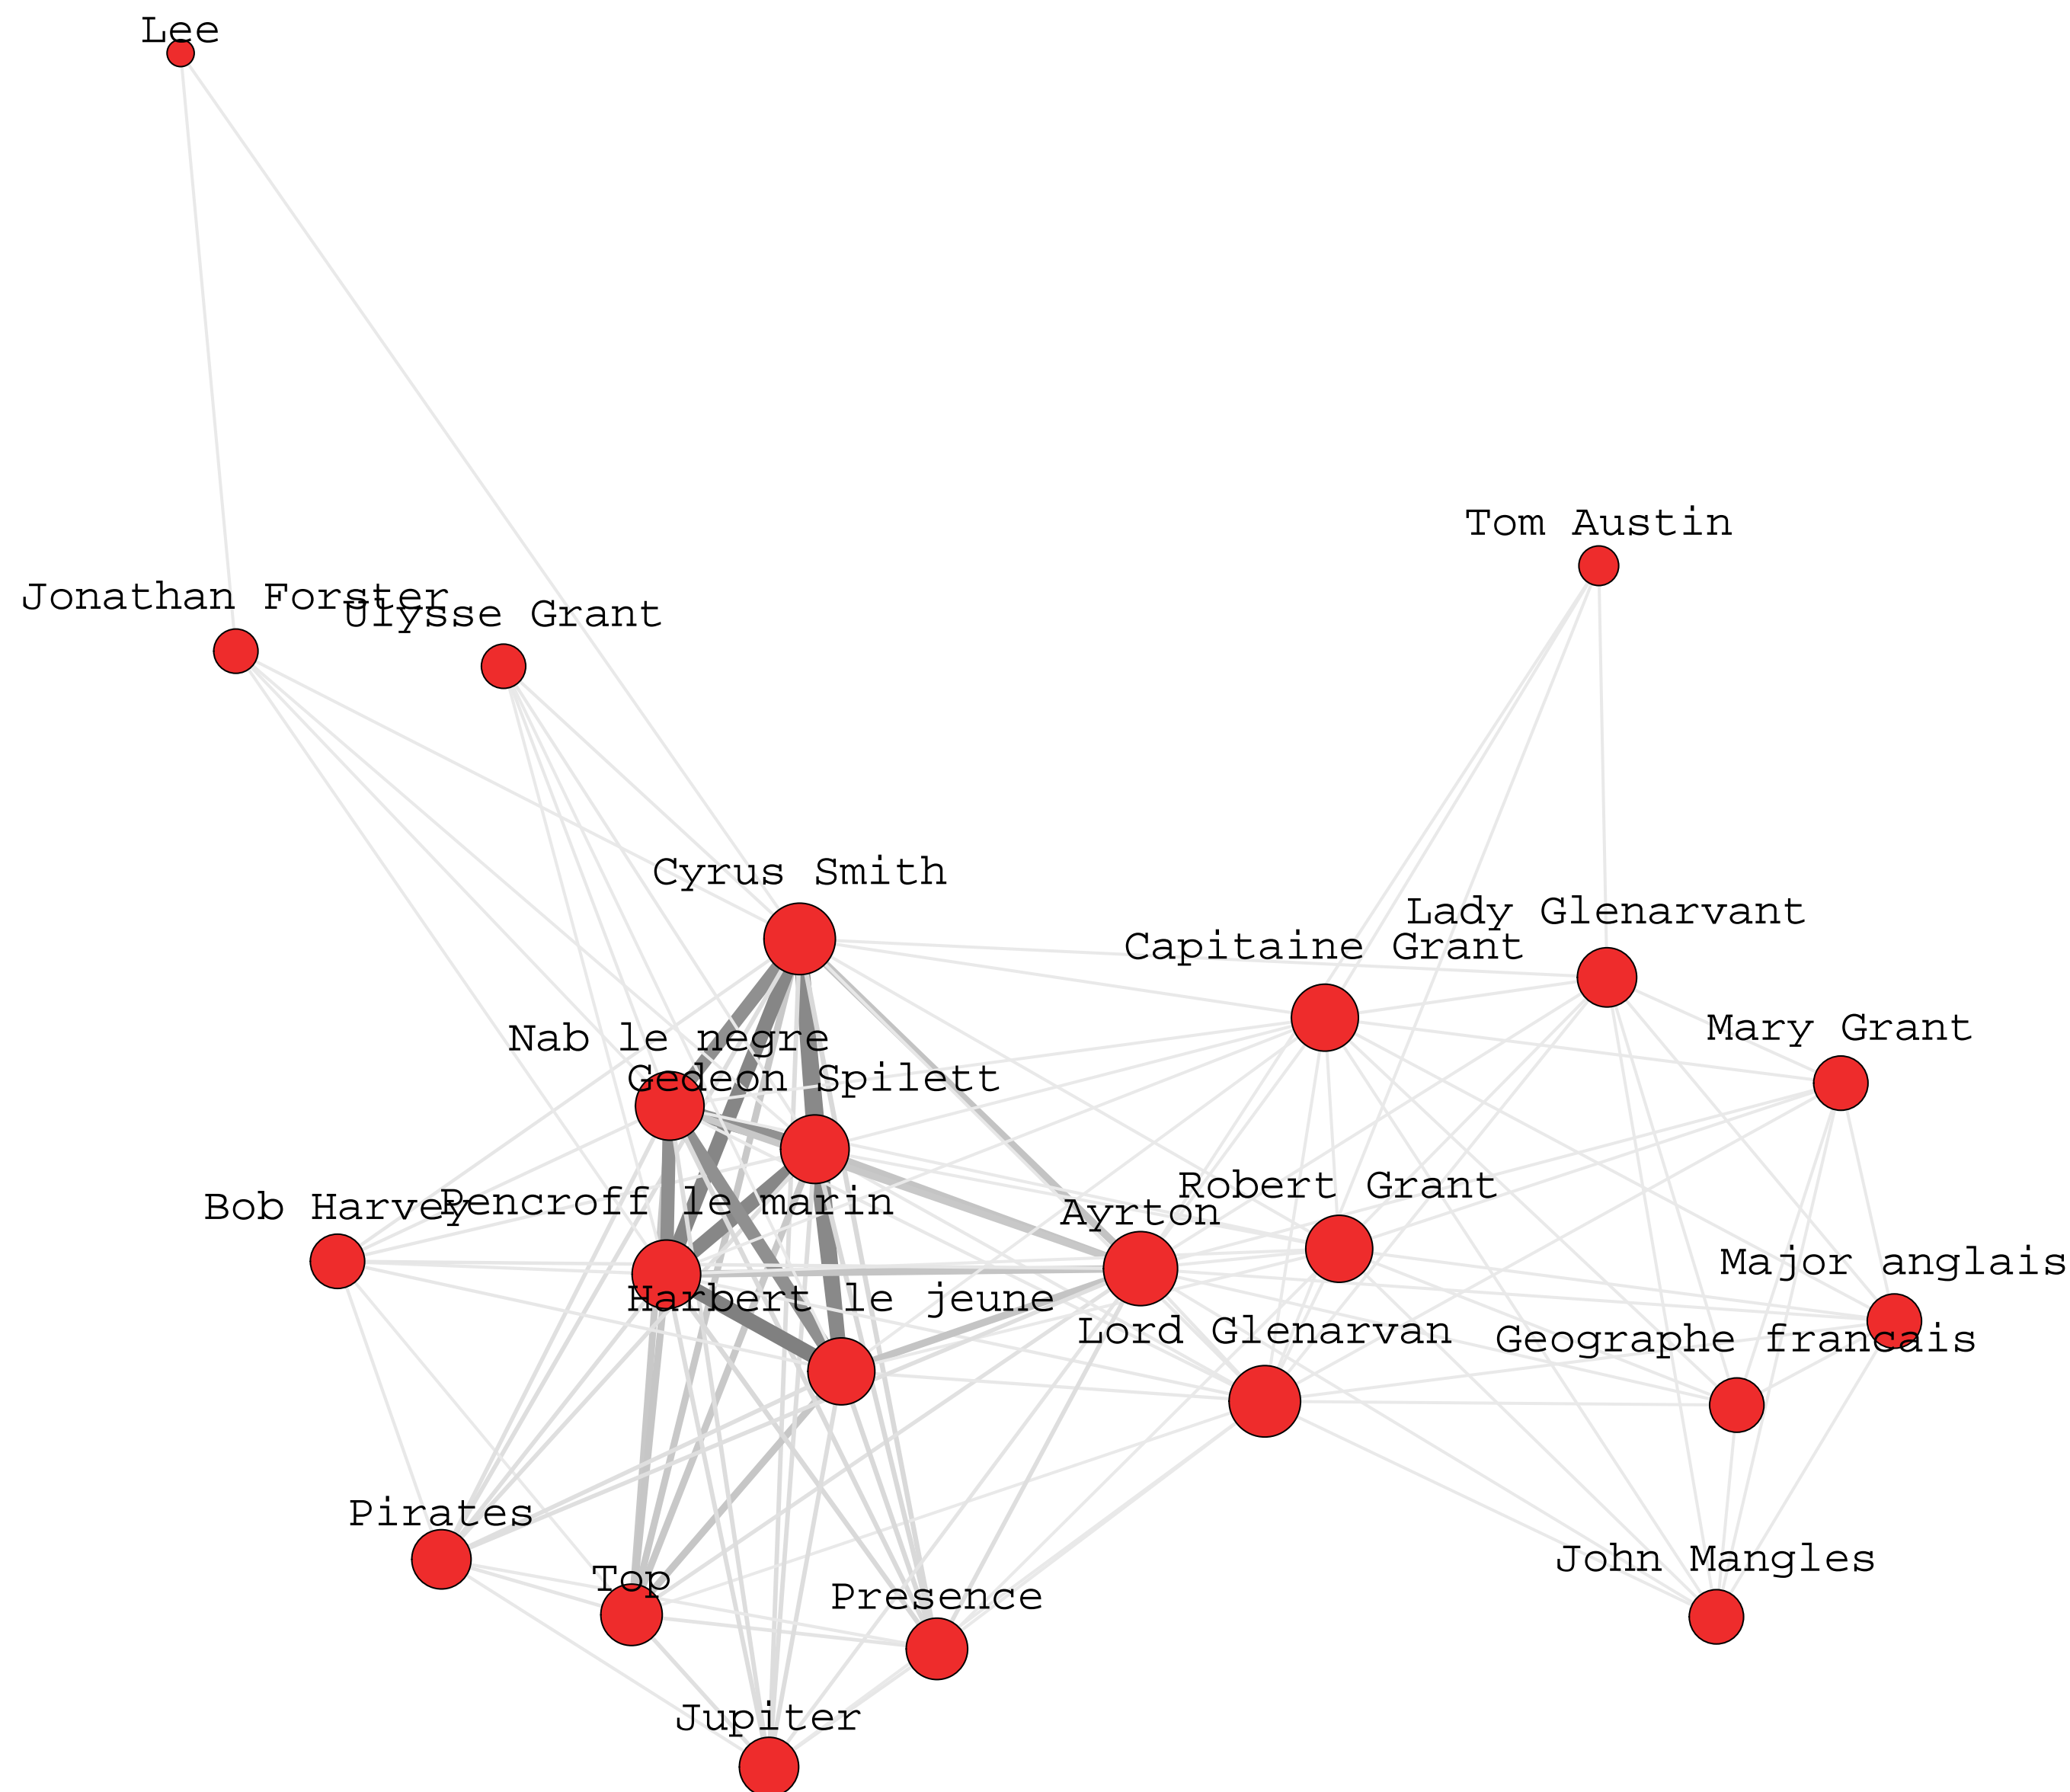 Lee
Tom Austin
Jonathan Forster
Ulysse Grant
Cyrus Smith
Lady Glenarvant
Capitaine Grant
Mary Grant
Nab le negre
Gedeon Spilett
Robert Grant
Pencroff le marin
Bob Harvey
Ayrton
Major anglais
Harbert le jeune
Lord Glenarvan
Geographe francais
Pirates
John Mangles
Top
Presence
Jupiter